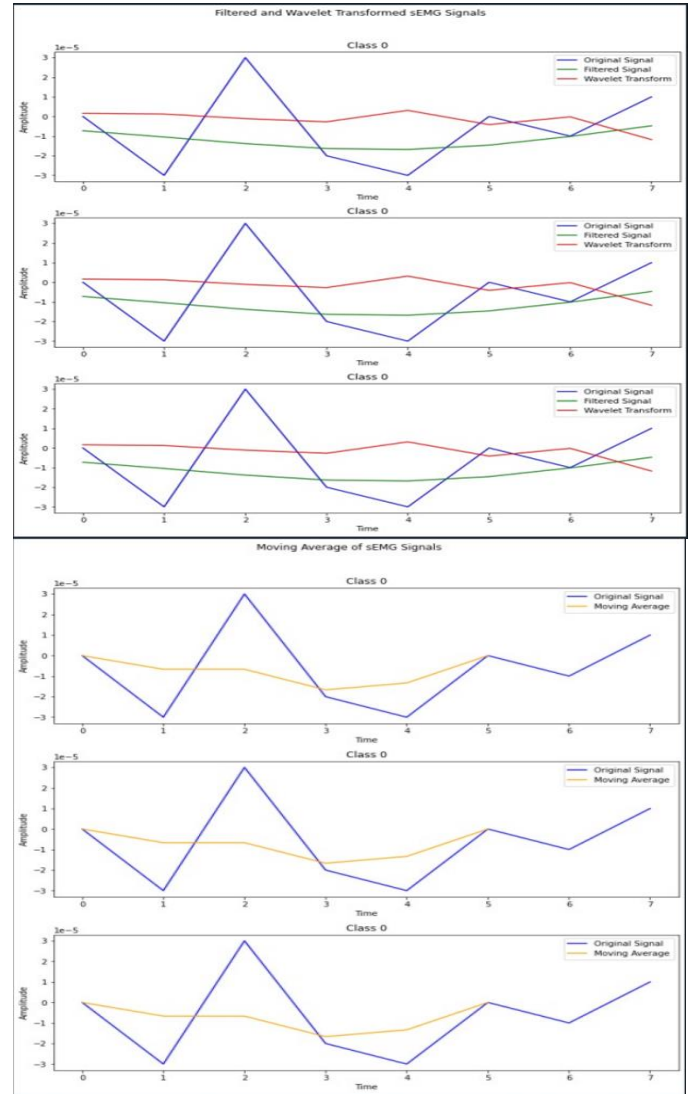 Filtered and Wavelet Transformed sEMG Signals
Class 0
1e−5
3
2
1
0
−1
−2
−3
Amplitude
Original Signal
Filtered Signal
Wavelet Transform
0 1 2 3 4 5 6 7
Time
Class 0
1e−5
3
2
1
0
−1
−2
−3
Amplitude
Original Signal
Filtered Signal
Wavelet Transform
0 1 2 3 4 5 6 7
Time
Class 0
1e−5
3
2
1
0
−1
−2
−3
Amplitude
Original Signal
Filtered Signal
Wavelet Transform
0 1 2 3 4 5 6 7
Time
Moving Average of sEMG Signals
Class 0
1e−5
3
2
1
0
−1
−2
−3
Amplitude
Original Signal
Moving Average
0 1 2 3 4 5 6 7
Time
Class 0
1e−5
3
2
1
0
−1
−2
−3
Amplitude
Original Signal
Moving Average
0 1 2 3 4 5 6 7
Time
Class 0
1e−5
3
2
1
0
−1
−2
−3
Amplitude
Original Signal
Moving Average
0 1 2 3 4 5 6 7
Time